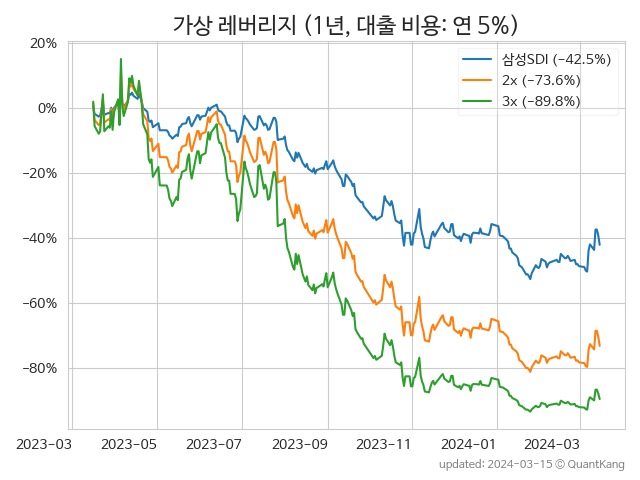 가상 레버리지 (1년, 대출 비용: 연 5%)
20%
0%
−20%
−40%
−60%
−80%
삼성SDI (−42.5%)
2x (−73.6%)
3x (−89.8%)
2023-03 2023-05 2023-07 2023-09 2023-11 2024-01 2024-03
updated: 2024-03-15 © QuantKang